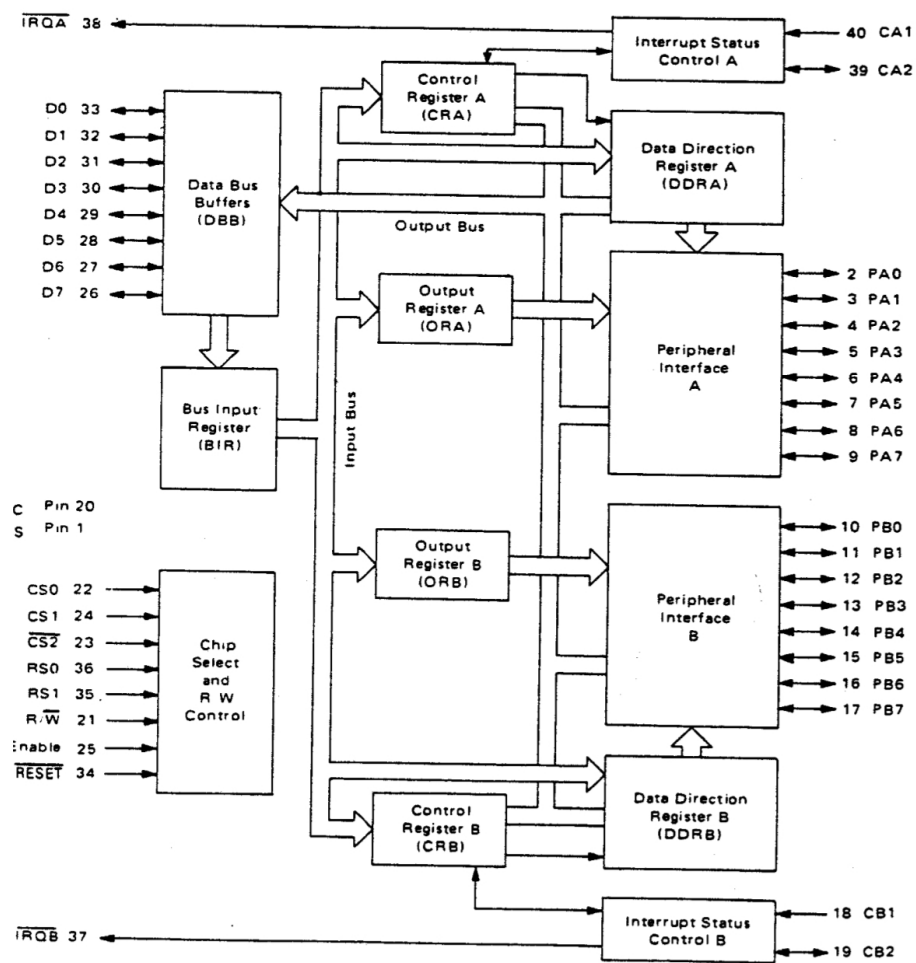 IRQA 38
Interrupt Status
Control A
40 CA1
39 CA2
Control
Register A
(CRA)
D0 33
D1 32
D2 31
D3 30
D4 29
D5 28
D6 27
D7 26
Data Bus
Buffers
(DBB)
Data Direction
Register A
(DDRA)
Output Bus
Output
Register A
(ORA)
Peripheral
Interface
A
2 PA0
3 PA1
4 PA2
5 PA3
6 PA4
7 PA5
8 PA6
9 PA7
Bus Input
Register
(BIR)
Input Bus
C Pin 20
S Pin 1
Output
Register B
(ORB)
Peripheral
Interface
B
10 PB0
11 PB1
12 PB2
13 PB3
14 PB4
15 PB5
16 PB6
17 PB7
CS0 22
CS1 24
CS2 23
RS0 36
RS1 35
R/W 21
Enable 25
RESET 34
Chip
Select
and
R W
Control
Control
Register B
(CRB)
Data Direction
Register B
(DDRB)
Interrupt Status
Control B
18 CB1
19 CB2
IRQB 37